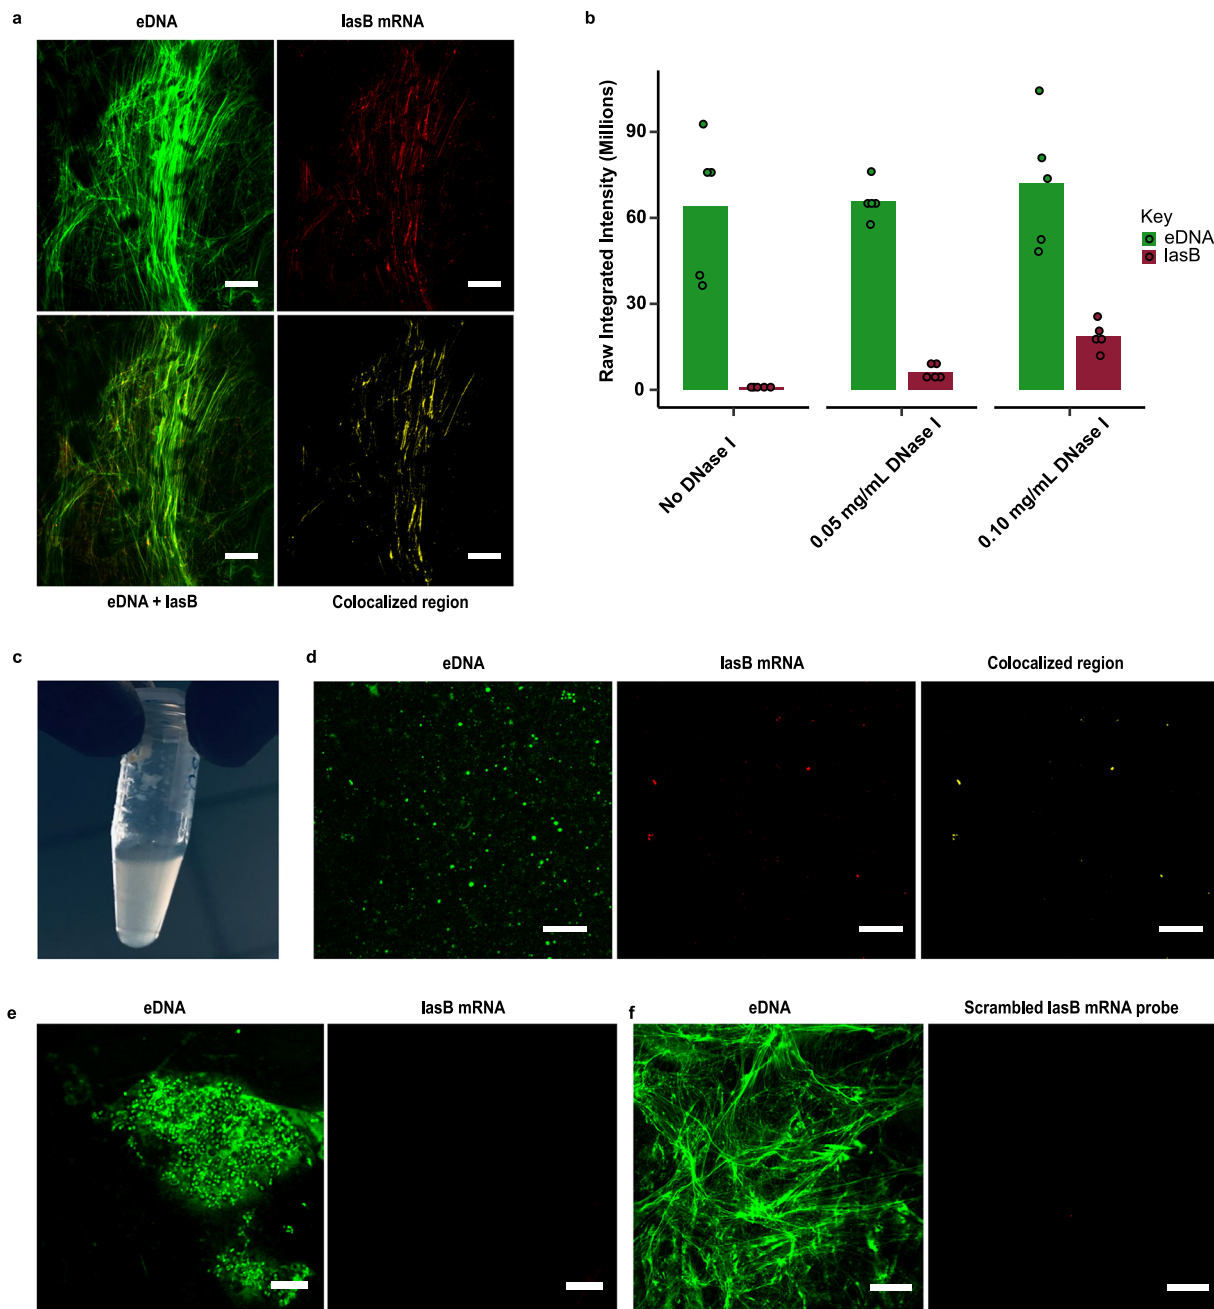 a
eDNA
lasB mRNA
eDNA + lasB
Colocalized region
b
Raw Integrated Intensity (Millions)
90
60
30
0
No DNase I
0.05 mg/mL DNase I
0.10 mg/mL DNase I
Key
eDNA
lasB
c
d
eDNA
lasB mRNA
Colocalized region
e
eDNA
lasB mRNA
f
eDNA
Scrambled lasB mRNA probe